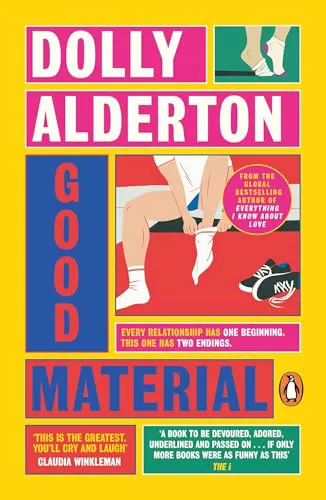 DOLLY
ALDERTON
GOOD
FROM THE
GLOBAL
BESTSELLING
AUTHOR OF
EVERYTHING
I KNOW ABOUT
LOVE
EVERY RELATIONSHIP HAS ONE BEGINNING.
THIS ONE HAS TWO ENDINGS.
MATERIAL
'THIS IS THE GREATEST.
YOU'LL CRY AND LAUGH'
CLAUDIA WINKLEMAN
'A BOOK TO BE DEVOURED, ADORED,
UNDERLINED AND PASSED ON . . . IF ONLY
MORE BOOKS WERE AS FUNNY AS THIS'
THE i